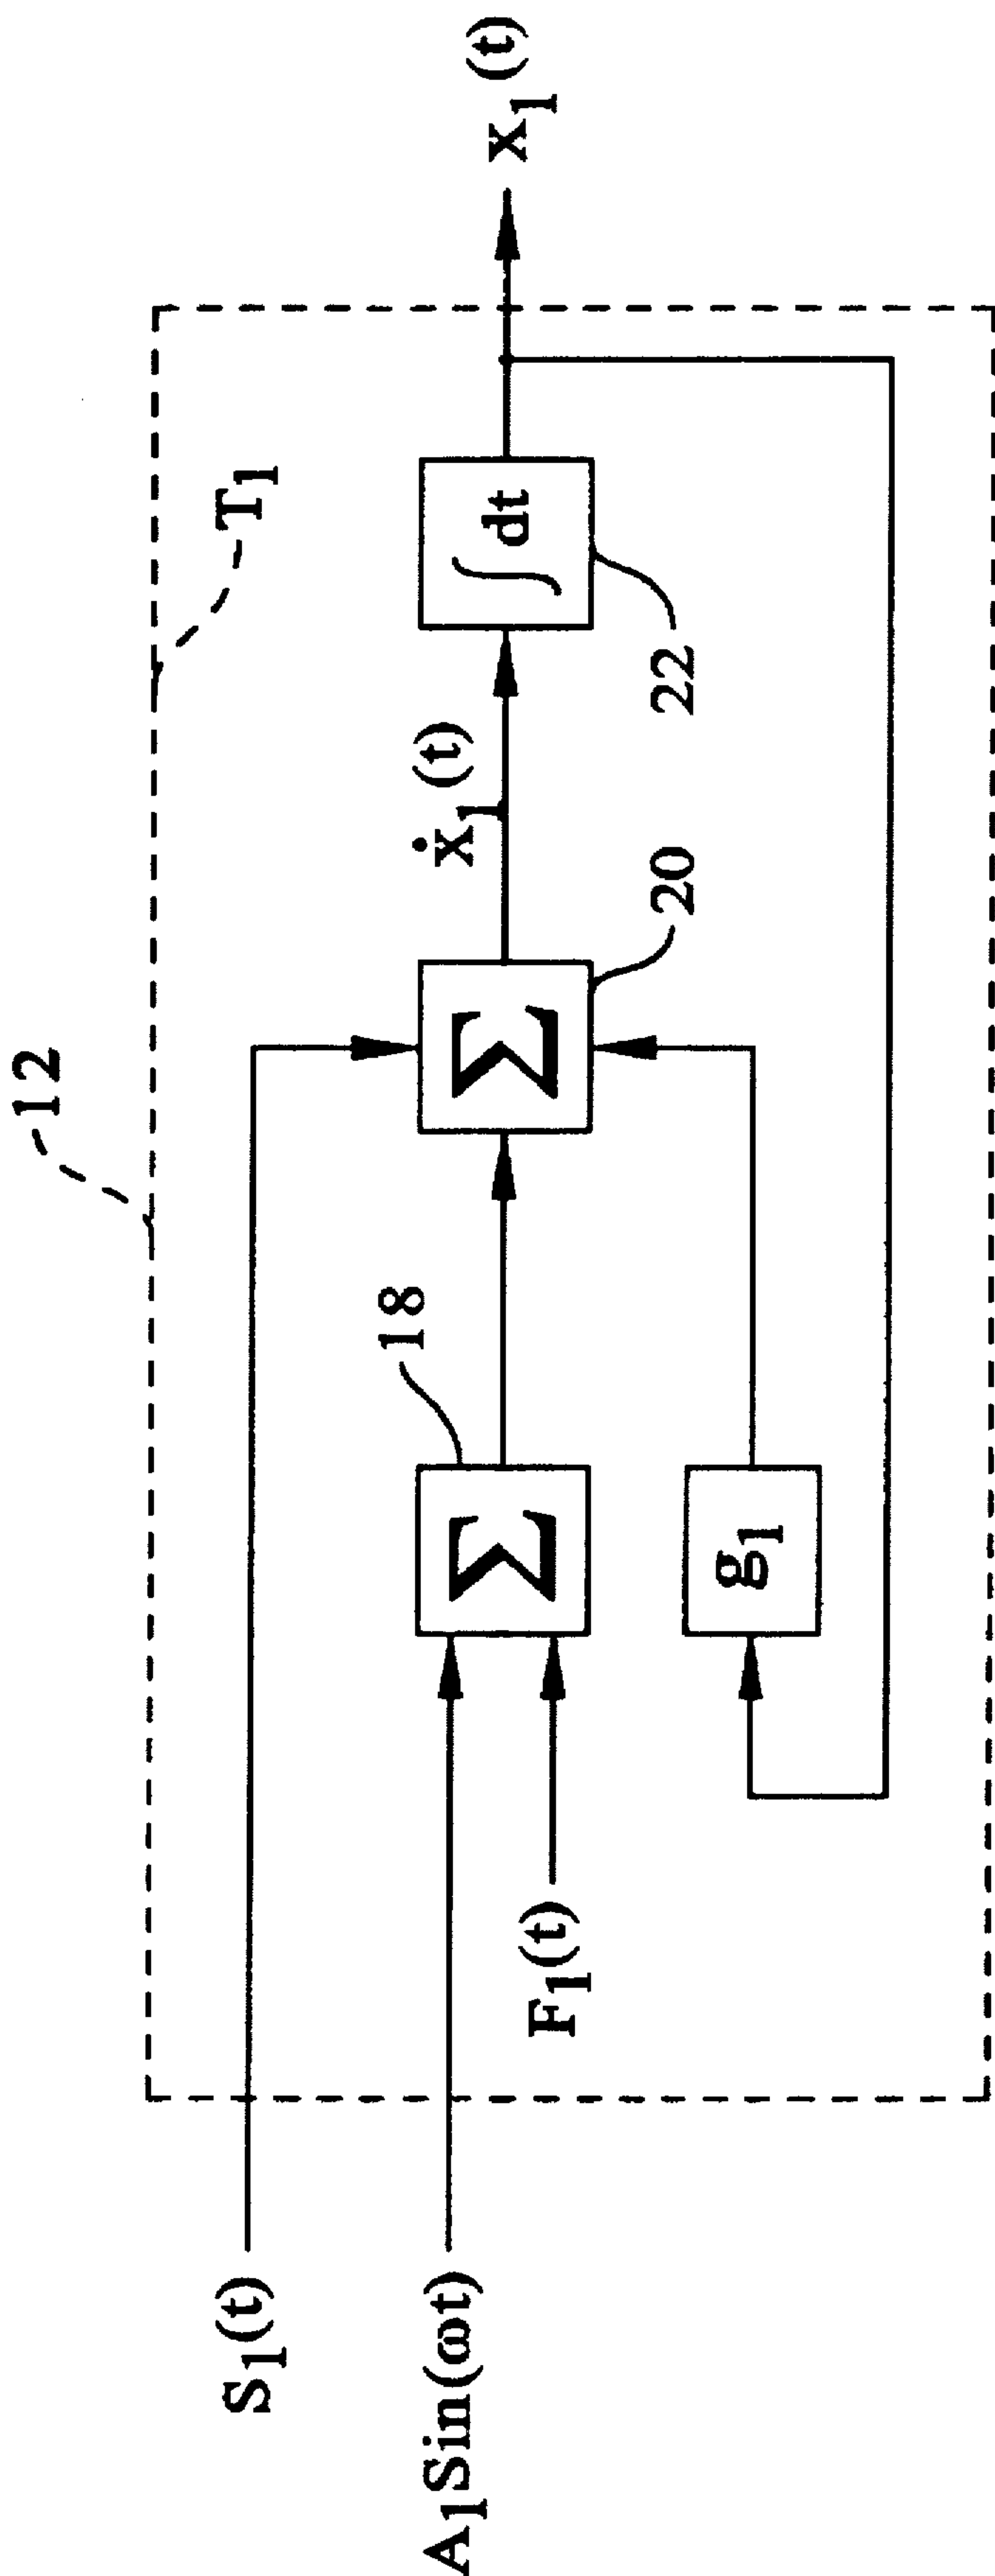 12
T₁
S₁(t)
A₁Sin(ωt)
F₁(t)
Σ
18
Σ
20
ẋ₁(t)
∫ dt
22
x₁(t)
g₁